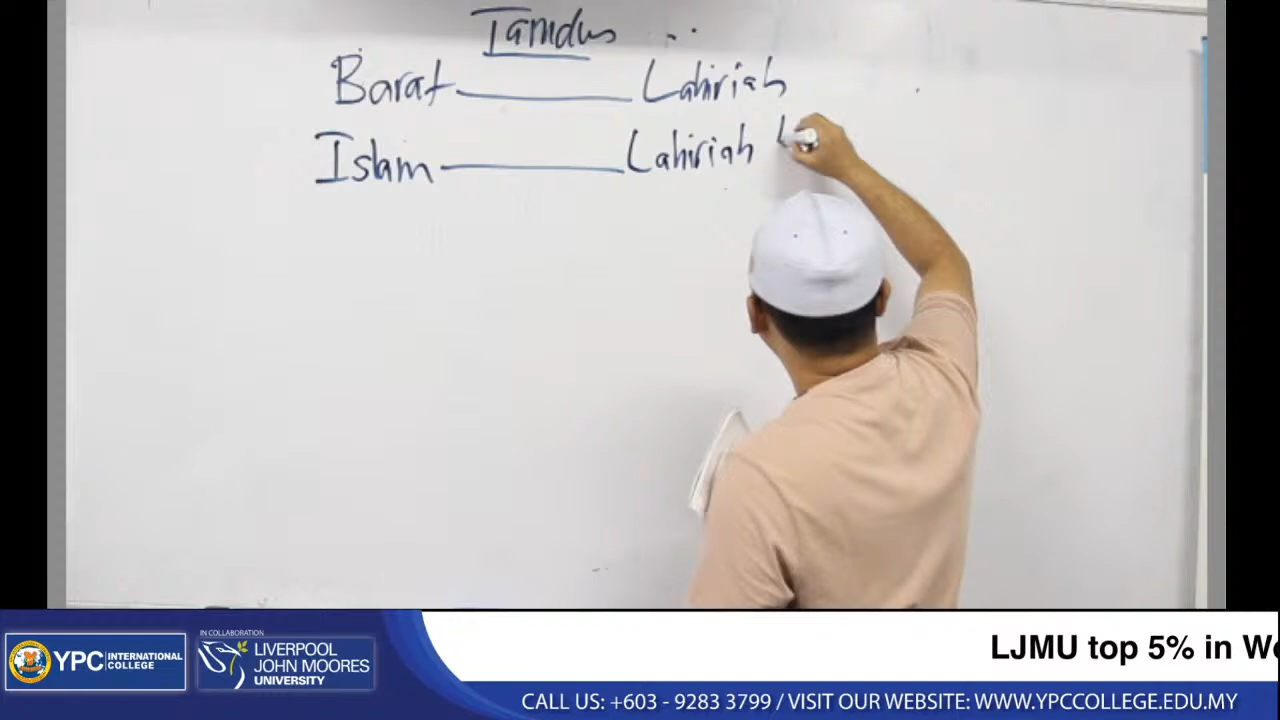 Tamdun
Barat Lahiriah
Islam Lahiriah
YPC INTERNATIONAL COLLEGE
IN COLLABORATION
LIVERPOOL
JOHN MOORES
UNIVERSITY
LJMU top 5% in
CALL US: +603 - 9283 3799 / VISIT OUR WEBSITE: WWW.YPCCOLLEGE.EDU.MY